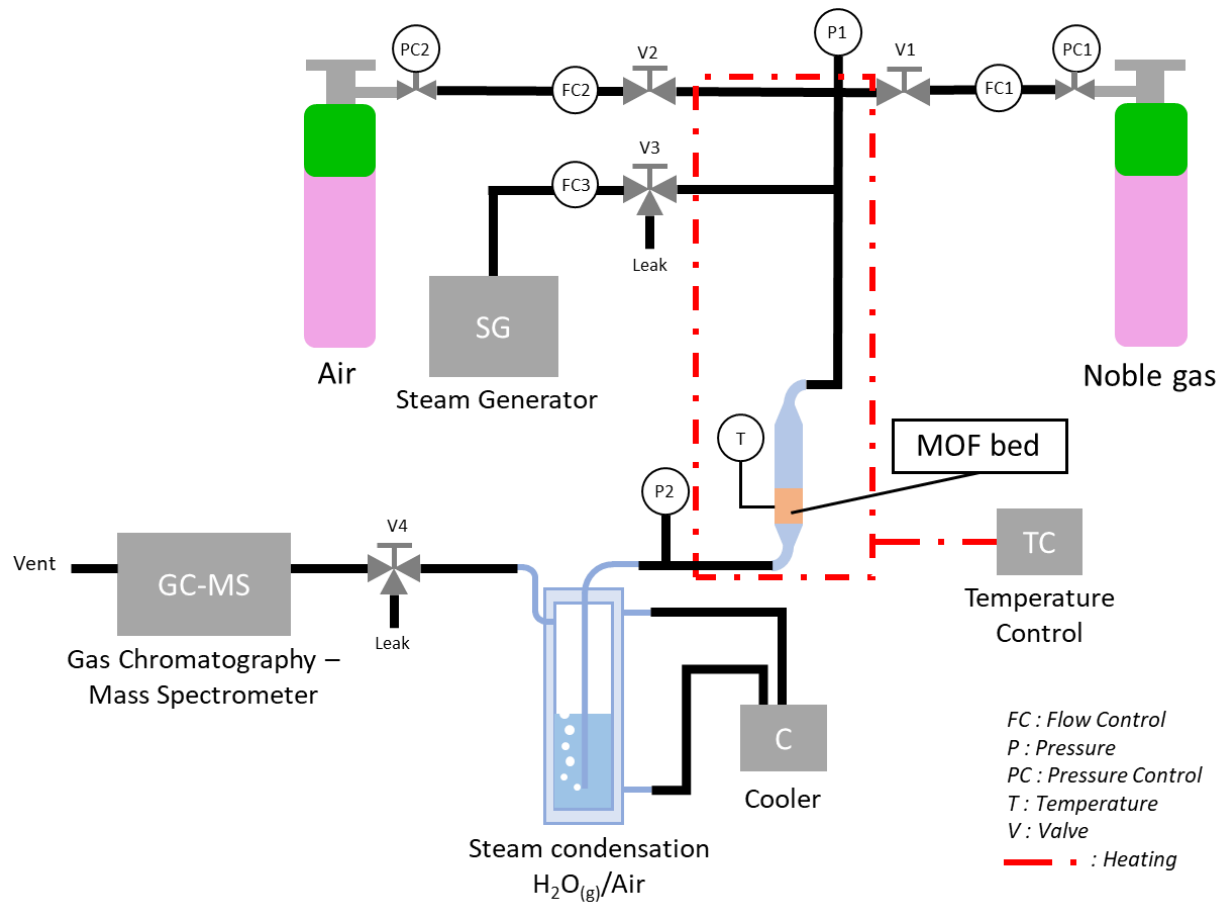 P1
PC2
V2
V1
PC1
FC2
FC1
V3
FC3
Leak
SG
Air
Steam Generator
Noble gas
T
MOF bed
P2
V4
Vent
GC-MS
TC
Leak
Temperature
Control
Gas Chromatography –
Mass Spectrometer
C
Cooler
Steam condensation
H₂O₍g₎/Air
FC : Flow Control
P : Pressure
PC : Pressure Control
T : Temperature
V : Valve
: Heating